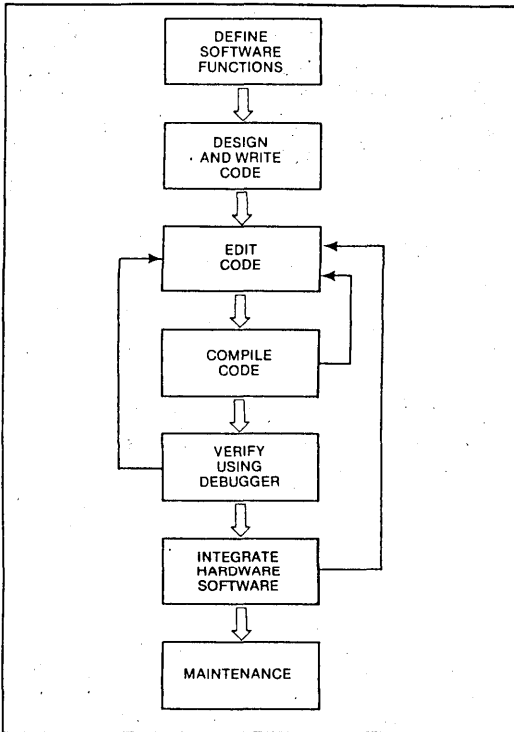 DEFINE
SOFTWARE
FUNCTIONS
DESIGN
AND WRITE
CODE
EDIT
CODE
COMPILE
CODE
VERIFY
USING
DEBUGGER
INTEGRATE
HARDWARE
SOFTWARE
MAINTENANCE